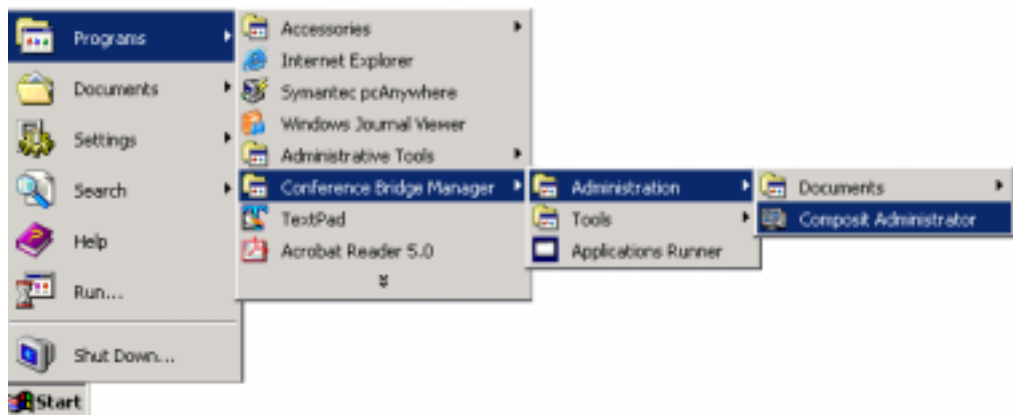 Programs
Documents
Settings
Search
Help
Run...
Shut Down...
Start
Accessories
Internet Explorer
Symantec pcAnywhere
Windows Journal Viewer
Administrative Tools
Conference Bridge Manager
TextPad
Acrobat Reader 5.0
Administration
Tools
Applications Runner
Documents
Composit Administrator